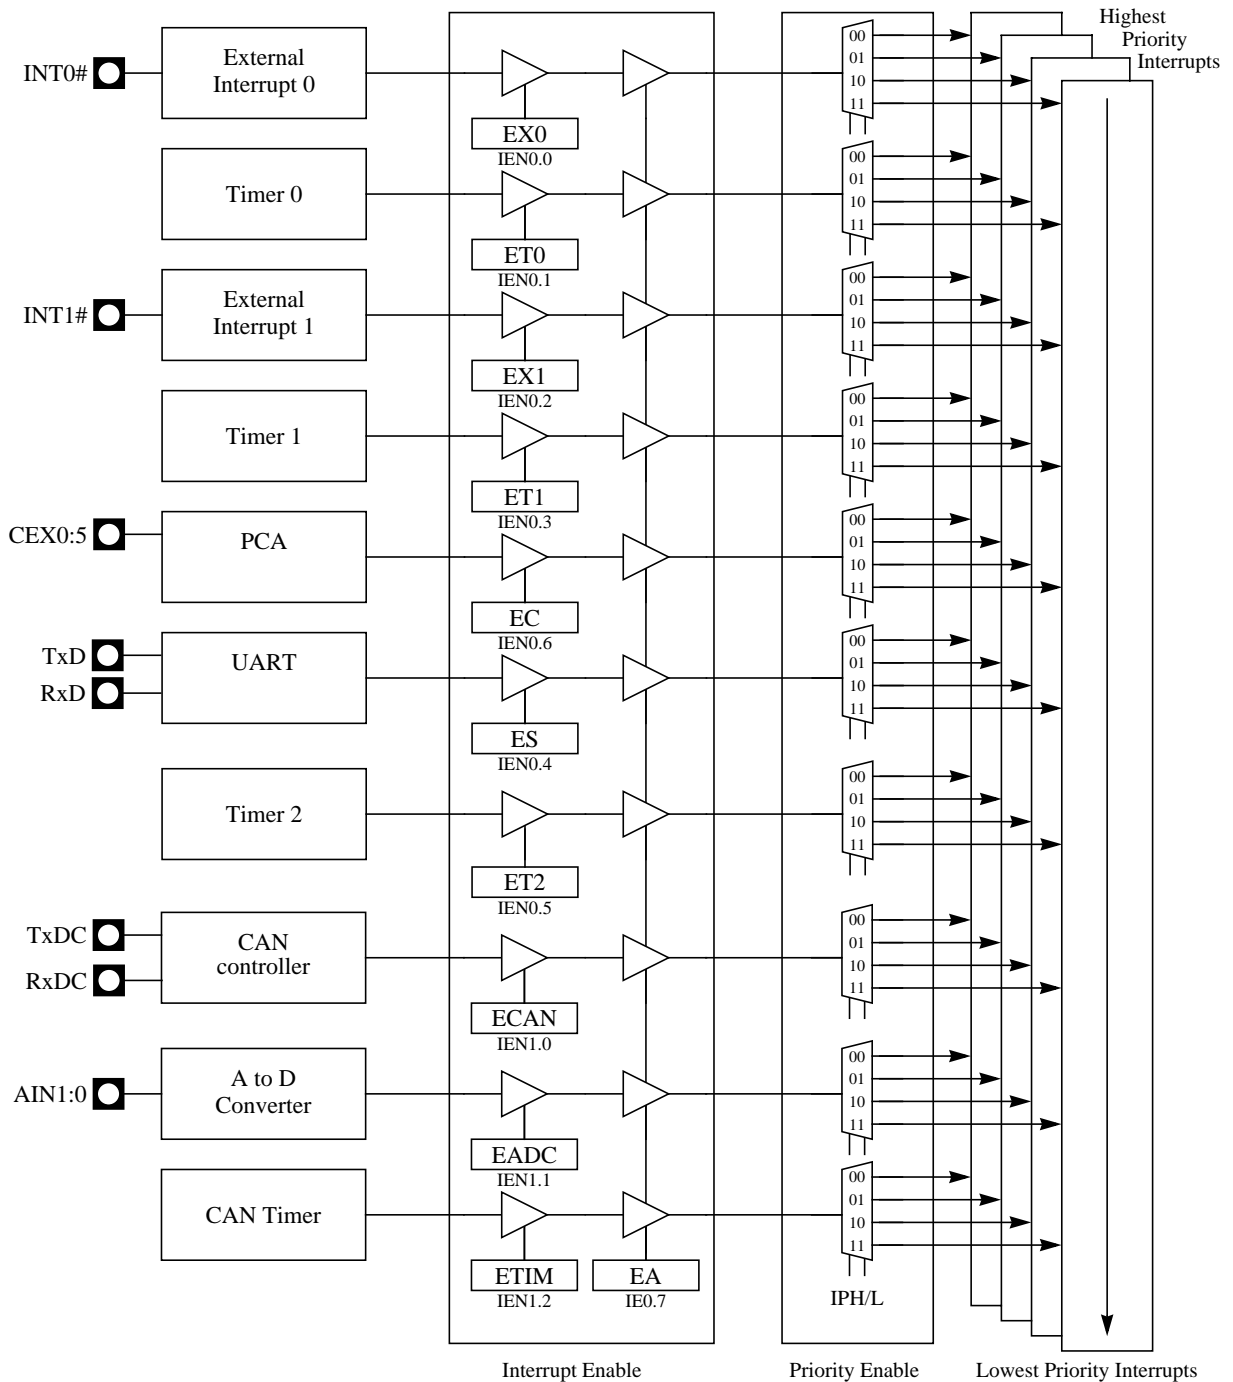 Highest
Priority
Interrupts
INT0#
External
Interrupt 0
EX0
IEN0.0
00
01
10
11
Timer 0
ET0
IEN0.1
00
01
10
11
INT1#
External
Interrupt 1
EX1
IEN0.2
00
01
10
11
Timer 1
ET1
IEN0.3
00
01
10
11
CEX0:5
PCA
EC
IEN0.6
00
01
10
11
TxD
RxD
UART
ES
IEN0.4
00
01
10
11
Timer 2
ET2
IEN0.5
00
01
10
11
TxDC
RxDC
CAN
controller
ECAN
IEN1.0
00
01
10
11
AIN1:0
A to D
Converter
EADC
IEN1.1
00
01
10
11
CAN Timer
ETIM
IEN1.2
EA
IE0.7
00
01
10
11
IPH/L
Interrupt Enable
Priority Enable
Lowest Priority Interrupts